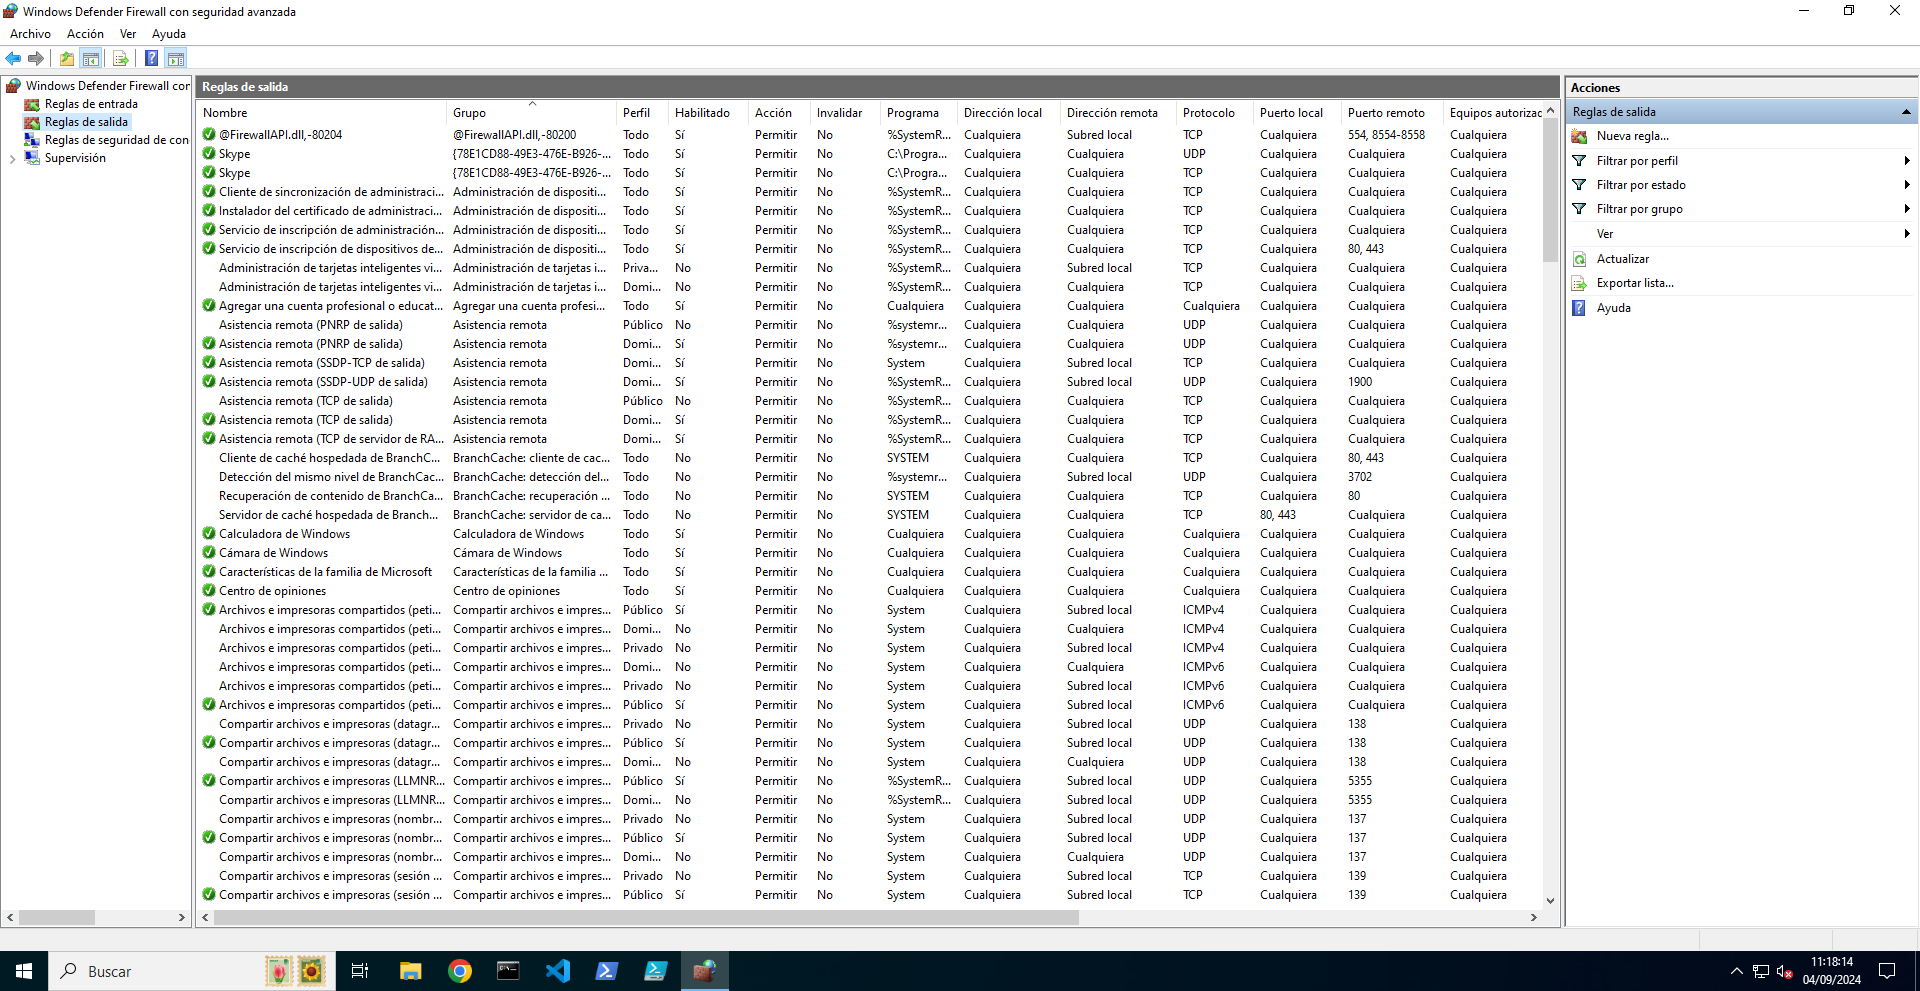 Windows Defender Firewall con seguridad avanzada
Archivo Acción Ver Ayuda
Windows Defender Firewall cor
Reglas de entrada
Reglas de salida
Reglas de seguridad de con
Supervisión
Reglas de salida
Nombre Grupo Perfil Habilitado Acción Invalidar Programa Dirección local Dirección remota Protocolo Puerto local Puerto remoto Equipos autorizac
@FirewallAPI.dll,-80204 @FirewallAPI.dll,-80200 Todo Sí Permitir No %SystemR... Cualquiera Subred local TCP Cualquiera 554, 8554-8558 Cualquiera
Skype {78E1CD88-49E3-476E-B926-... Todo Sí Permitir No C:\Progra... Cualquiera Cualquiera UDP Cualquiera Cualquiera Cualquiera
Skype {78E1CD88-49E3-476E-B926-... Todo Sí Permitir No C:\Progra... Cualquiera Cualquiera TCP Cualquiera Cualquiera Cualquiera
Cliente de sincronización de administraci... Administración de dispositi... Todo Sí Permitir No %SystemR... Cualquiera Cualquiera TCP Cualquiera Cualquiera Cualquiera
Instalador del certificado de administraci... Administración de dispositi... Todo Sí Permitir No %SystemR... Cualquiera Cualquiera TCP Cualquiera Cualquiera Cualquiera
Servicio de inscripción de administración... Administración de dispositi... Todo Sí Permitir No %SystemR... Cualquiera Cualquiera TCP Cualquiera Cualquiera Cualquiera
Servicio de inscripción de dispositivos de... Administración de dispositi... Todo Sí Permitir No %SystemR... Cualquiera Cualquiera TCP Cualquiera 80, 443 Cualquiera
Administración de tarjetas inteligentes vi... Administración de tarjetas i... Priva... No Permitir No %SystemR... Cualquiera Subred local TCP Cualquiera Cualquiera Cualquiera
Administración de tarjetas inteligentes vi... Administración de tarjetas i... Domi... No Permitir No %SystemR... Cualquiera Cualquiera TCP Cualquiera Cualquiera Cualquiera
Agregar una cuenta profesional o educat... Agregar una cuenta profesi... Todo Sí Permitir No Cualquiera Cualquiera Cualquiera Cualquiera Cualquiera Cualquiera Cualquiera
Asistencia remota (PNRP de salida) Asistencia remota Público No Permitir No %systemr... Cualquiera Cualquiera UDP Cualquiera Cualquiera Cualquiera
Asistencia remota (PNRP de salida) Asistencia remota Domi... Sí Permitir No %systemr... Cualquiera Cualquiera UDP Cualquiera Cualquiera Cualquiera
Asistencia remota (SSDP-TCP de salida) Asistencia remota Domi... Sí Permitir No System Cualquiera Subred local TCP Cualquiera Cualquiera Cualquiera
Asistencia remota (SSDP-UDP de salida) Asistencia remota Domi... Sí Permitir No %SystemR... Cualquiera Subred local UDP Cualquiera 1900 Cualquiera
Asistencia remota (TCP de salida) Asistencia remota Público No Permitir No %SystemR... Cualquiera Cualquiera TCP Cualquiera Cualquiera Cualquiera
Asistencia remota (TCP de salida) Asistencia remota Domi... Sí Permitir No %SystemR... Cualquiera Cualquiera TCP Cualquiera Cualquiera Cualquiera
Asistencia remota (TCP de servidor de RA... Asistencia remota Domi... Sí Permitir No %SystemR... Cualquiera Cualquiera TCP Cualquiera Cualquiera Cualquiera
Cliente de caché hospedada de BranchC... BranchCache: cliente de cac... Todo No Permitir No SYSTEM Cualquiera Cualquiera TCP Cualquiera 80, 443 Cualquiera
Detección del mismo nivel de BranchCac... BranchCache: detección del... Todo No Permitir No %systemr... Cualquiera Subred local UDP Cualquiera 3702 Cualquiera
Recuperación de contenido de BranchCa... BranchCache: recuperación ... Todo No Permitir No SYSTEM Cualquiera Cualquiera TCP Cualquiera 80 Cualquiera
Servidor de caché hospedada de Branch... BranchCache: servidor de ca... Todo No Permitir No SYSTEM Cualquiera Cualquiera TCP 80, 443 Cualquiera Cualquiera
Calculadora de Windows Calculadora de Windows Todo Sí Permitir No Cualquiera Cualquiera Cualquiera Cualquiera Cualquiera Cualquiera Cualquiera
Cámara de Windows Cámara de Windows Todo Sí Permitir No Cualquiera Cualquiera Cualquiera Cualquiera Cualquiera Cualquiera Cualquiera
Características de la familia de Microsoft Características de la familia ... Todo Sí Permitir No Cualquiera Cualquiera Cualquiera Cualquiera Cualquiera Cualquiera Cualquiera
Centro de opiniones Centro de opiniones Todo Sí Permitir No Cualquiera Cualquiera Cualquiera Cualquiera Cualquiera Cualquiera Cualquiera
Archivos e impresoras compartidos (peti... Compartir archivos e impres... Público Sí Permitir No System Cualquiera Subred local ICMPv4 Cualquiera Cualquiera Cualquiera
Archivos e impresoras compartidos (peti... Compartir archivos e impres... Domi... No Permitir No System Cualquiera Cualquiera ICMPv4 Cualquiera Cualquiera Cualquiera
Archivos e impresoras compartidos (peti... Compartir archivos e impres... Privado No Permitir No System Cualquiera Subred local ICMPv4 Cualquiera Cualquiera Cualquiera
Archivos e impresoras compartidos (peti... Compartir archivos e impres... Domi... No Permitir No System Cualquiera Cualquiera ICMPv6 Cualquiera Cualquiera Cualquiera
Archivos e impresoras compartidos (peti... Compartir archivos e impres... Privado No Permitir No System Cualquiera Subred local ICMPv6 Cualquiera Cualquiera Cualquiera
Archivos e impresoras compartidos (peti... Compartir archivos e impres... Público Sí Permitir No System Cualquiera Subred local ICMPv6 Cualquiera Cualquiera Cualquiera
Compartir archivos e impresoras (datagr... Compartir archivos e impres... Privado No Permitir No System Cualquiera Subred local UDP Cualquiera 138 Cualquiera
Compartir archivos e impresoras (datagr... Compartir archivos e impres... Público Sí Permitir No System Cualquiera Subred local UDP Cualquiera 138 Cualquiera
Compartir archivos e impresoras (datagr... Compartir archivos e impres... Domi... No Permitir No System Cualquiera Cualquiera UDP Cualquiera 138 Cualquiera
Compartir archivos e impresoras (LLMNR... Compartir archivos e impres... Público Sí Permitir No %SystemR... Cualquiera Subred local UDP Cualquiera 5355 Cualquiera
Compartir archivos e impresoras (LLMNR... Compartir archivos e impres... Domi... No Permitir No %SystemR... Cualquiera Subred local UDP Cualquiera 5355 Cualquiera
Compartir archivos e impresoras (nombr... Compartir archivos e impres... Privado No Permitir No System Cualquiera Subred local UDP Cualquiera 137 Cualquiera
Compartir archivos e impresoras (nombr... Compartir archivos e impres... Público Sí Permitir No System Cualquiera Subred local UDP Cualquiera 137 Cualquiera
Compartir archivos e impresoras (nombr... Compartir archivos e impres... Domi... No Permitir No System Cualquiera Cualquiera UDP Cualquiera 137 Cualquiera
Compartir archivos e impresoras (sesión ... Compartir archivos e impres... Privado No Permitir No System Cualquiera Subred local TCP Cualquiera 139 Cualquiera
Compartir archivos e impresoras (sesión ... Compartir archivos e impres... Público Sí Permitir No System Cualquiera Subred local TCP Cualquiera 139 Cualquiera
Acciones
Reglas de salida
Nueva regla...
Filtrar por perfil
Filtrar por estado
Filtrar por grupo
Ver
Actualizar
Exportar lista...
Ayuda
Buscar
11:18:14
04/09/2024